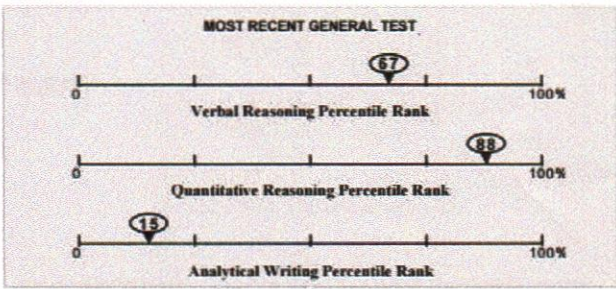 MOST RECENT GENERAL TEST
67
0 100%
Verbal Reasoning Percentile Rank
88
0 100%
Quantitative Reasoning Percentile Rank
15
0 100%
Analytical Writing Percentile Rank